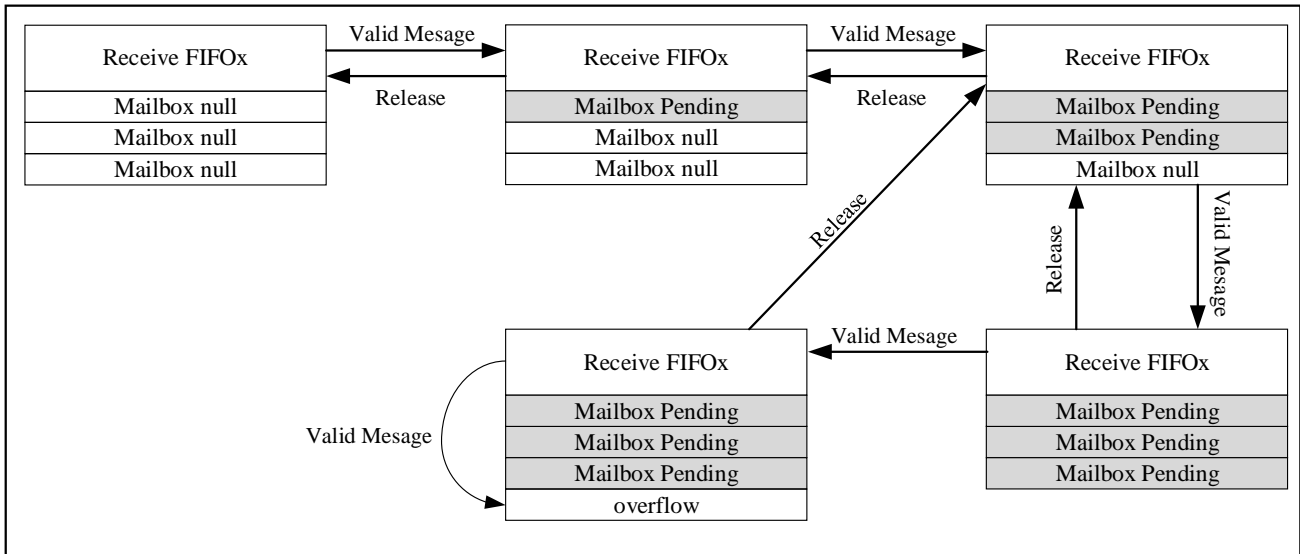 Receive FIFOx
Mailbox null
Mailbox null
Mailbox null
Valid Mesage
Release
Receive FIFOx
Mailbox Pending
Mailbox null
Mailbox null
Valid Mesage
Release
Receive FIFOx
Mailbox Pending
Mailbox Pending
Mailbox null
Release
Release
Valid Mesage
Valid Mesage
Receive FIFOx
Mailbox Pending
Mailbox Pending
Mailbox Pending
overflow
Valid Mesage
Receive FIFOx
Mailbox Pending
Mailbox Pending
Mailbox Pending